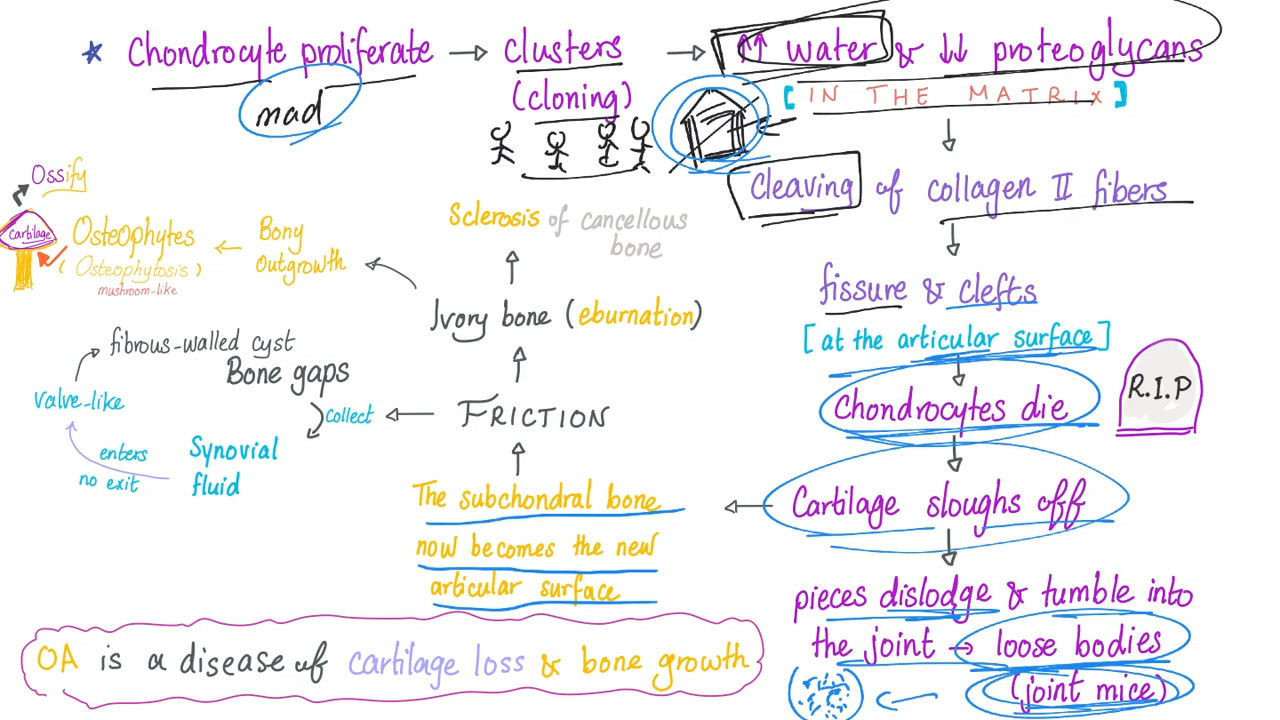 * Chondrocyte proliferate → clusters → ↑↑ water & ↓↓ proteoglycans
mad
(cloning)
[IN THE MATRIX]
Cleaving of collagen II fibers
fissure & clefts
[at the articular surface]
Chondrocytes die
R.I.P
Cartilage sloughs off
pieces dislodge & tumble into
the joint → loose bodies
(joint mice)
The subchondral bone
now becomes the new
articular surface
FRICTION
Ivory bone (eburnation)
Sclerosis of cancellous
bone
Bony
outgrowth
Osteophytes
(Osteophytosis)
mushroom-like
Cartilage
Ossify
collect
Bone gaps
Synovial
fluid
enters
no exit
valve-like
fibrous-walled cyst
OA is a disease of cartilage loss & bone growth